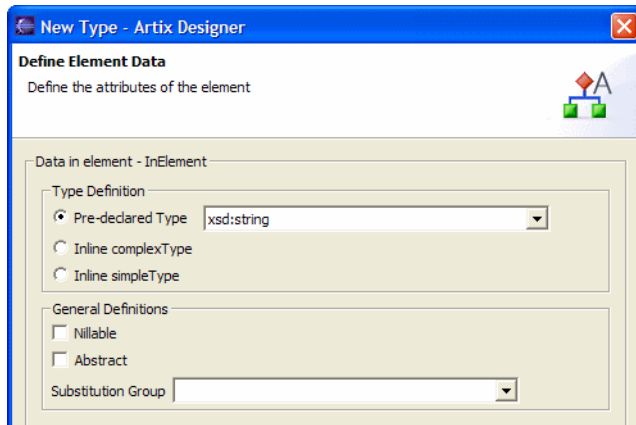 New Type - Artix Designer
Define Element Data
Define the attributes of the element
A
Data in element - InElement
Type Definition
Pre-declared Type xsd:string
Inline complexType
Inline simpleType
General Definitions
Nillable
Abstract
Substitution Group